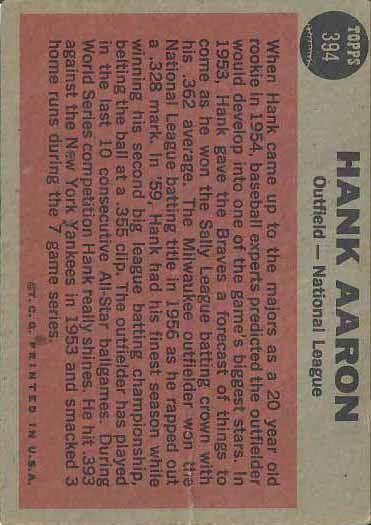 TOPPS
394
HANK AARON
Outfield — National League
When Hank came up to the majors as a 20 year old
rookie in 1954, baseball experts predicted the outfielder
would develop into one of the game's biggest stars. In
1953, Hank gave the Braves a forecast of things to
come as he won the Sally League batting crown with
his .362 average. The Milwaukee outfielder won the
National League batting title in 1956 as he rapped out
a .328 mark. In '59, Hank had his finest season while
winning his second big league batting championship,
belting the ball at a .355 clip. The outfielder has played
in the last 10 consecutive All-Star ballgames. During
World Series competition Hank really shines. He hit .393
against the New York Yankees in 1953 and smacked 3
home runs during the 7 game series.
©T.C.G. PRINTED IN U.S.A.